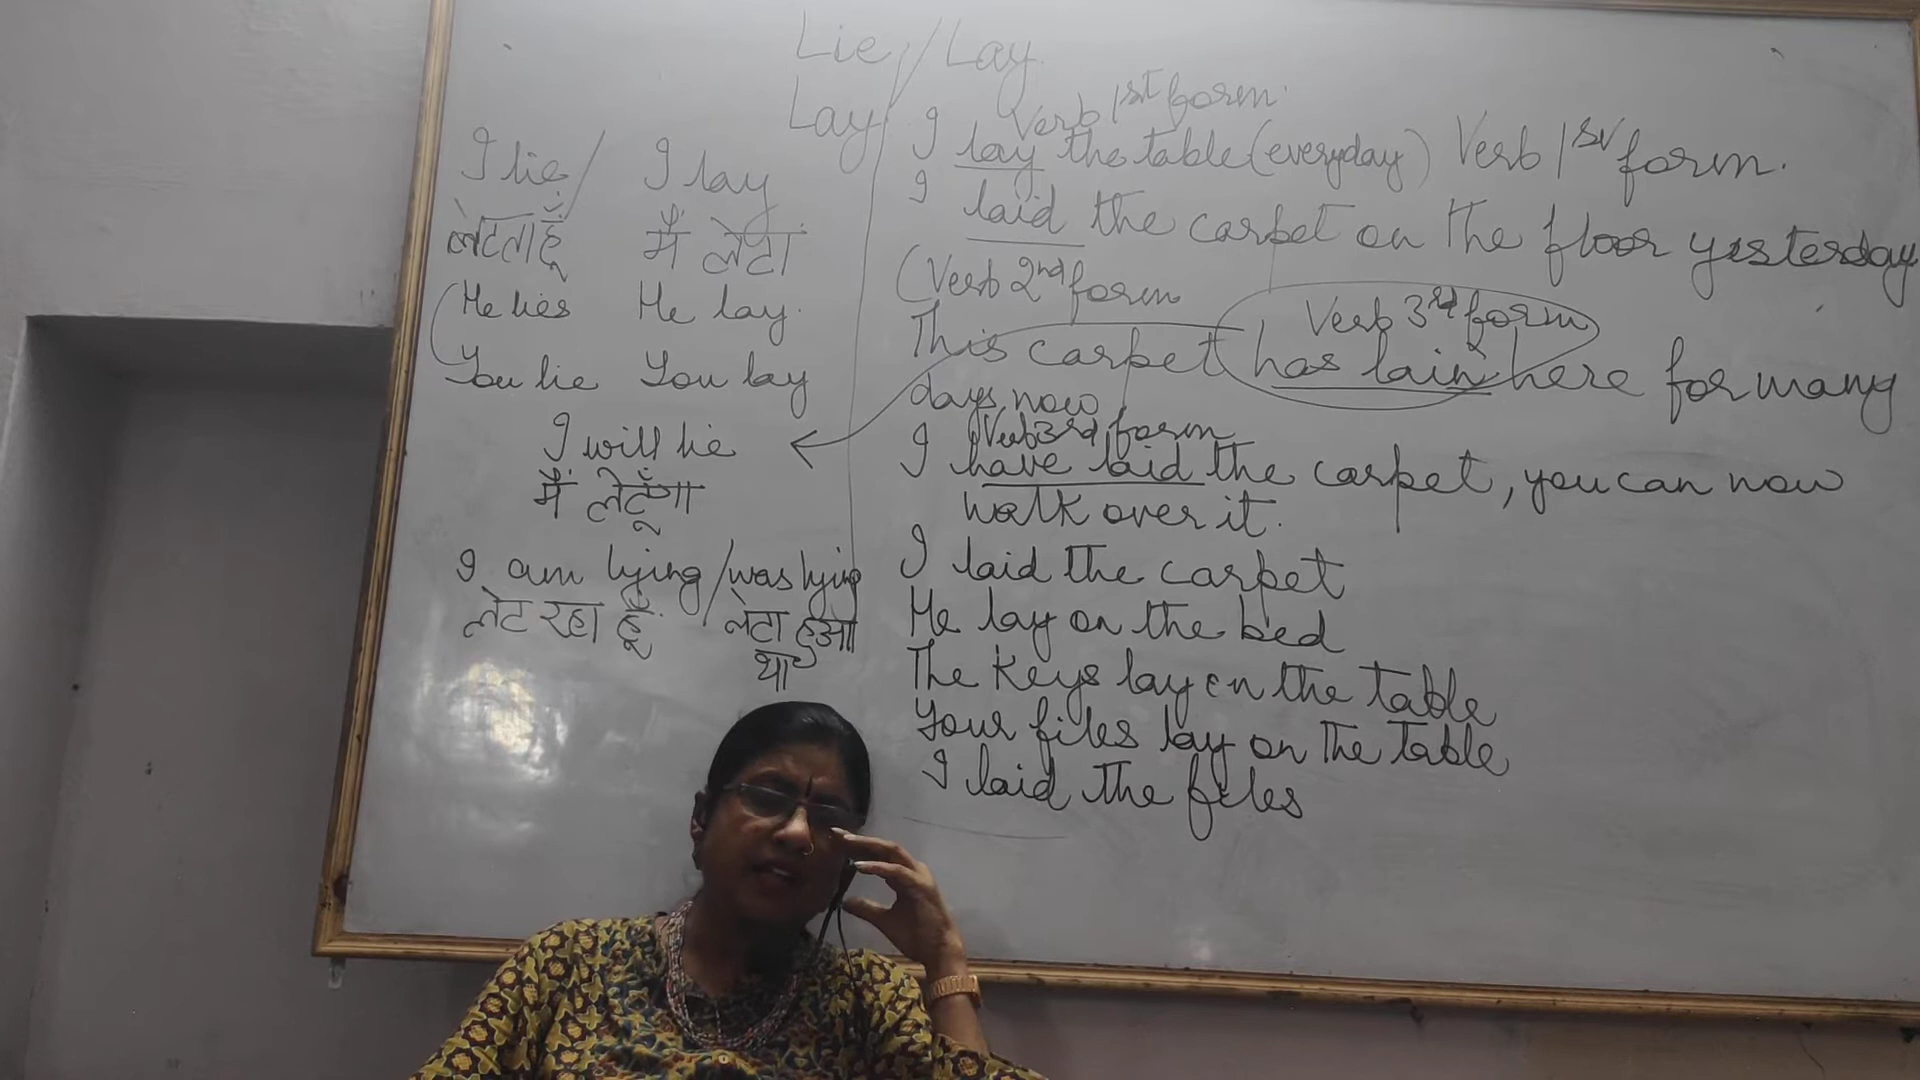 Lie / Lay
Lay
I lie / I lay
लेटता हूँ मैं लेटा
He lies He lay.
You lie You lay
I will lie
मैं लेटूँगा
I am lying / was lying
लेट रहा हूँ लेटा हुआ
था
Verb 1st form.
I lay the table (everyday) Verb 1st form.
I laid the carpet on the floor yesterday
(Verb 2nd form
Verb 3rd form
This carpet has lain here for many
days now
Verb 3rd form
I have laid the carpet, you can now
walk over it.
I laid the carpet
He lay on the bed
The Keys lay on the table
Your files lay on the table
I laid the files